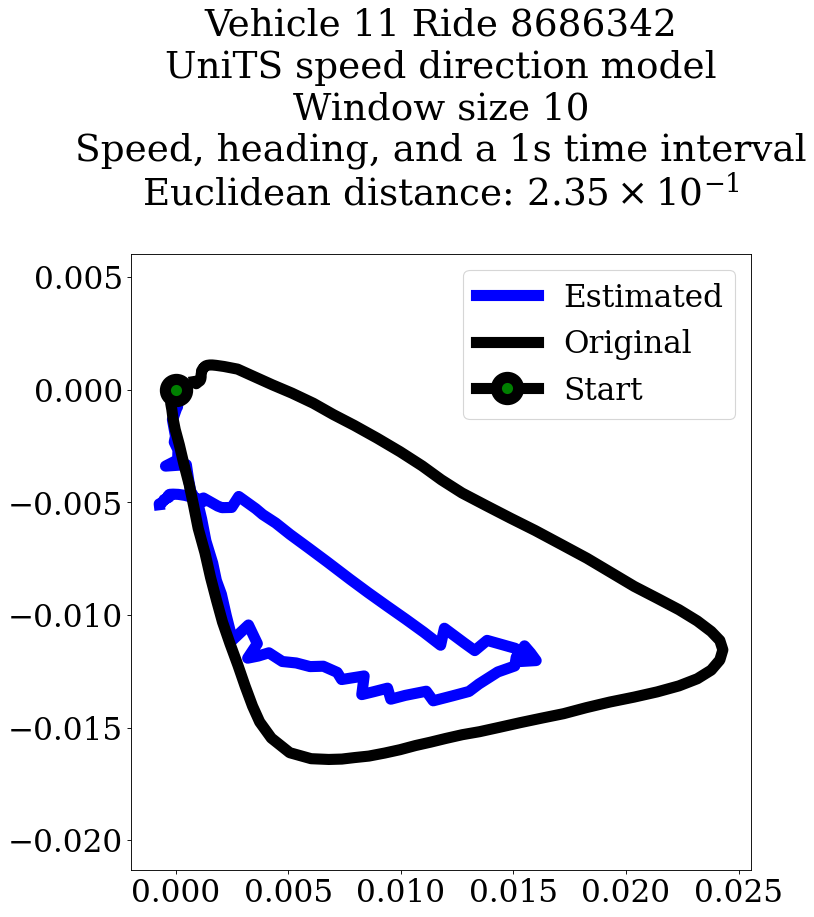 Vehicle 11 Ride 8686342
UniTS speed direction model
Window size 10
Speed, heading, and a 1s time interval
Euclidean distance: 2.35 × 10⁻¹
Estimated
Original
Start
0.005
0.000
−0.005
−0.010
−0.015
−0.020
0.000 0.005 0.010 0.015 0.020 0.025